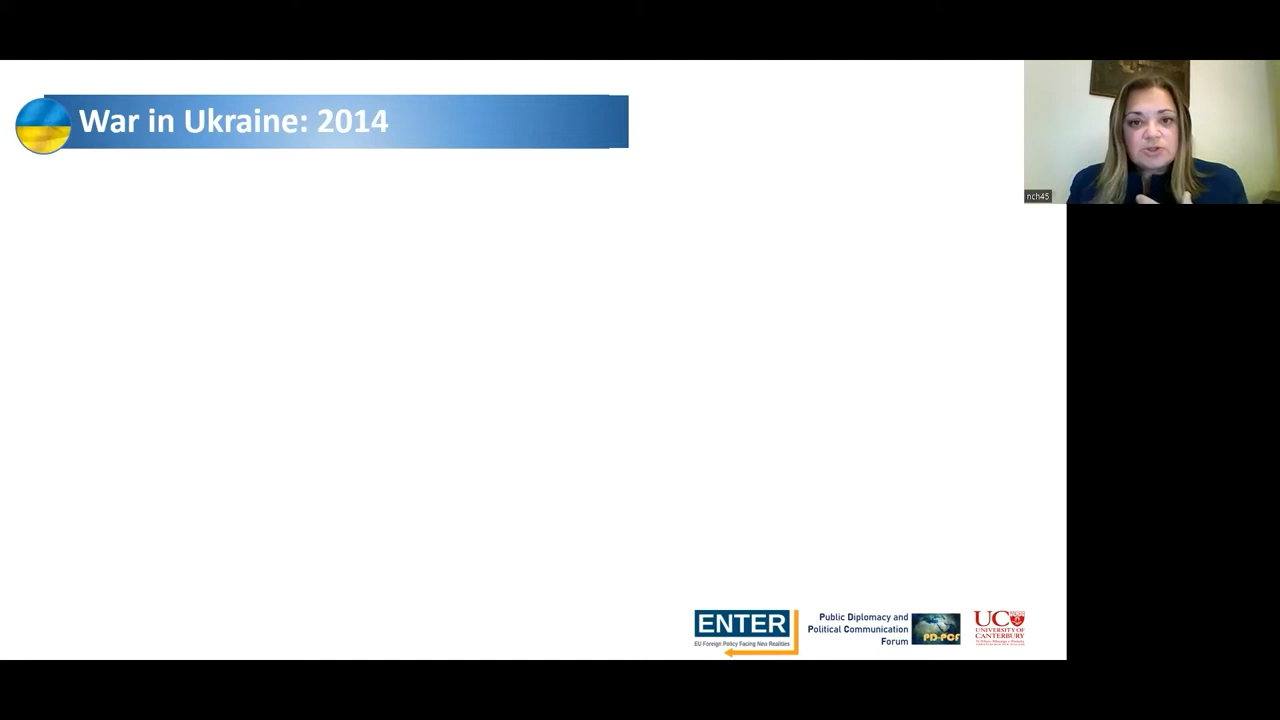 War in Ukraine: 2014
nch45
ENTER
EU Foreign Policy Facing New Realities
Public Diplomacy and
Political Communication
Forum
PD-PCF
UC
UNIVERSITY OF
CANTERBURY